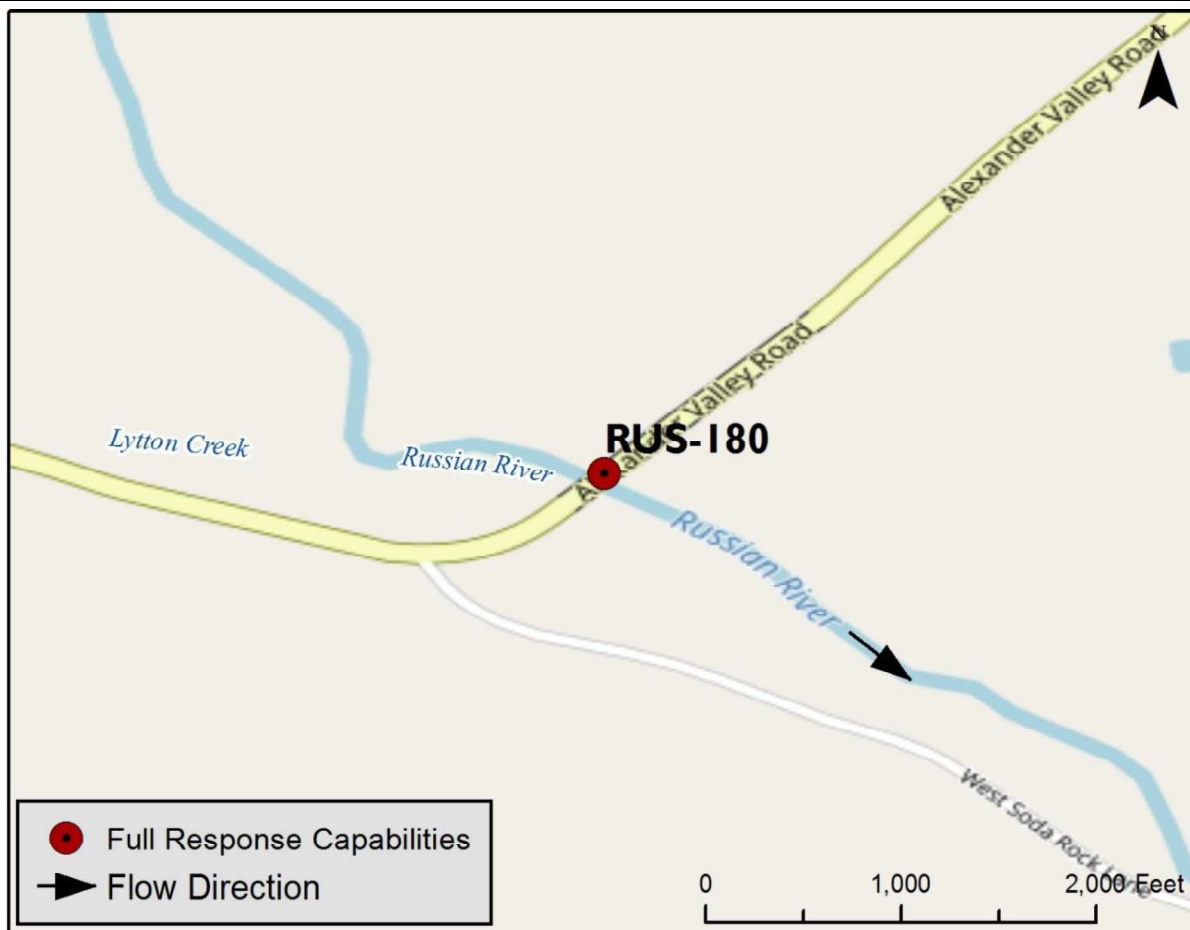 N
Alexander Valley Road
Alexander Valley Road
RUS-180
Lytton Creek
Russian River
Russian River
West Soda Rock Lane
Full Response Capabilities
Flow Direction
0 1,000 2,000 Feet